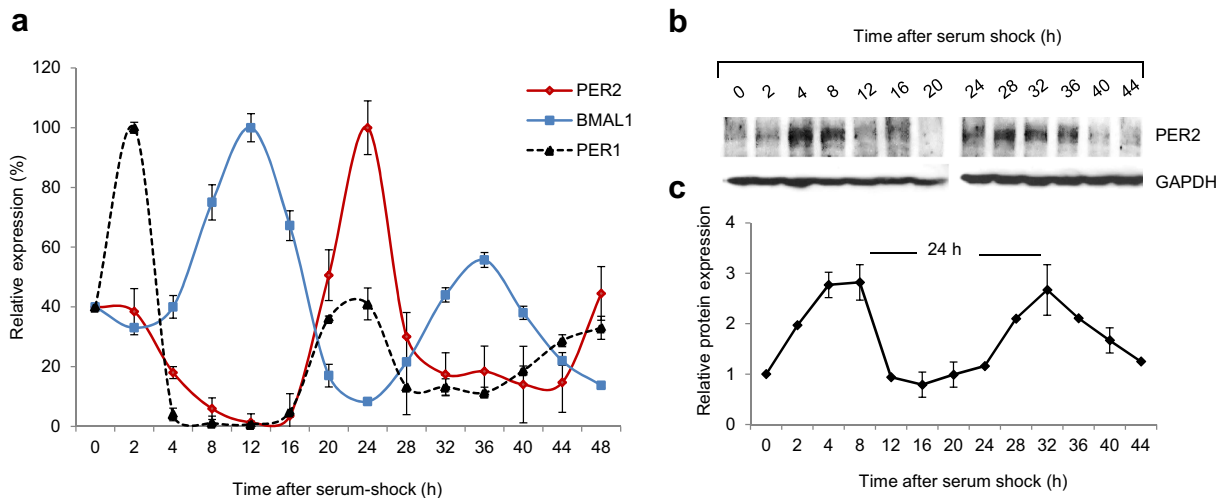 a
120
100
80
60
40
20
0
Relative expression (%)
PER2
BMAL1
PER1
0 2 4 8 12 16 20 24 28 32 36 40 44 48
Time after serum-shock (h)
b
Time after serum shock (h)
0 2 4 8 12 16 20 24 28 32 36 40 44
PER2
GAPDH
c
4
3
2
1
0
Relative protein expression
24 h
0 2 4 8 12 16 20 24 28 32 36 40 44
Time after serum shock (h)